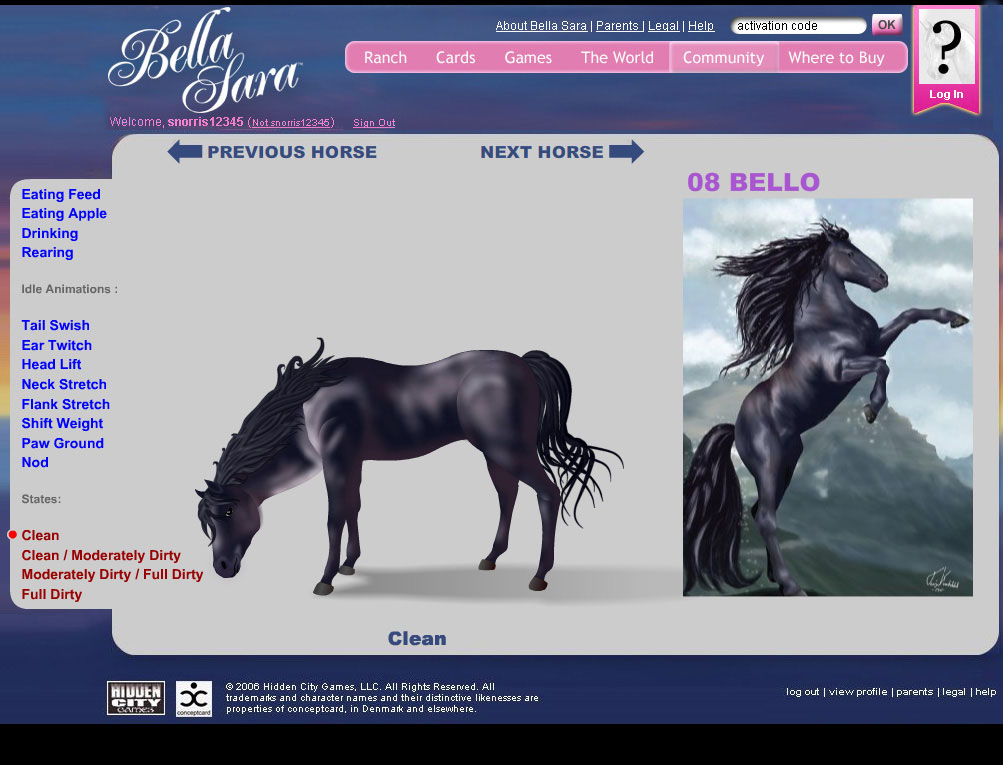 Bella
Sara
About Bella Sara | Parents | Legal | Help
activation code
OK
?
Log In
Ranch Cards Games The World Community Where to Buy
Welcome, snorris12345 (Not snorris12345) Sign Out
PREVIOUS HORSE NEXT HORSE
08 BELLO
Eating Feed
Eating Apple
Drinking
Rearing
Idle Animations :
Tail Swish
Ear Twitch
Head Lift
Neck Stretch
Flank Stretch
Shift Weight
Paw Ground
Nod
States:
Clean
Clean / Moderately Dirty
Moderately Dirty / Full Dirty
Full Dirty
Clean
HIDDEN
CITY
GAMES
conceptcard
© 2006 Hidden City Games, LLC. All Rights Reserved. All
trademarks and character names and their distinctive likenesses are
properties of conceptcard, in Denmark and elsewhere.
log out | view profile | parents | legal | help